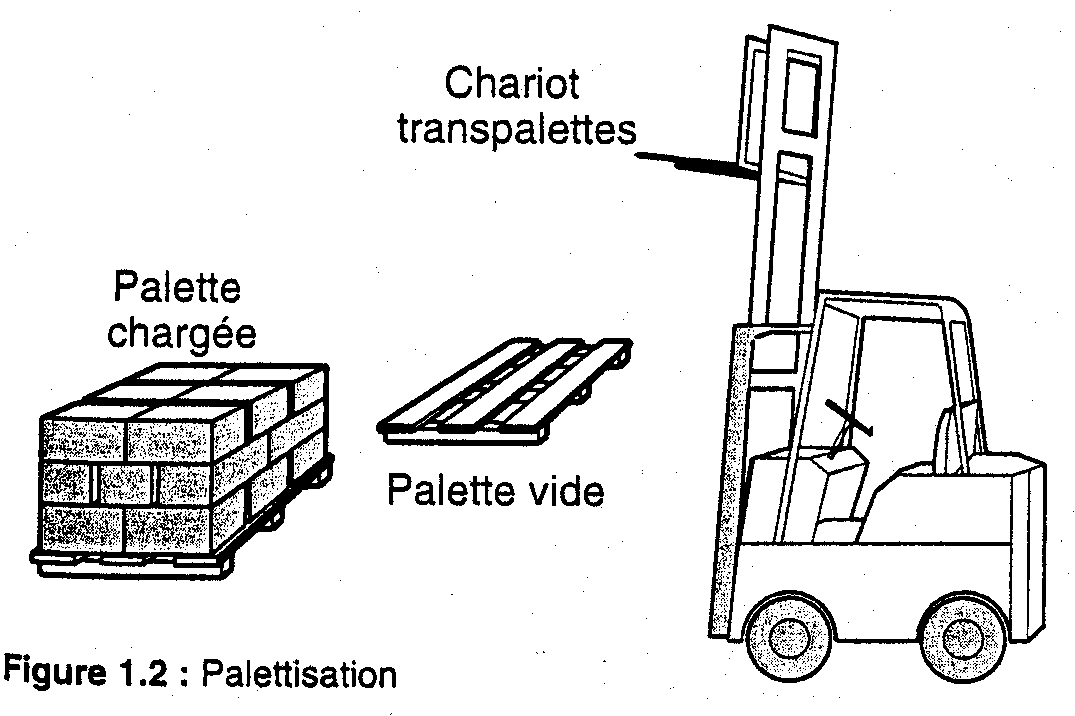 Chariot
transpalettes
Palette
chargée
Palette vide
Figure 1.2 : Palettisation